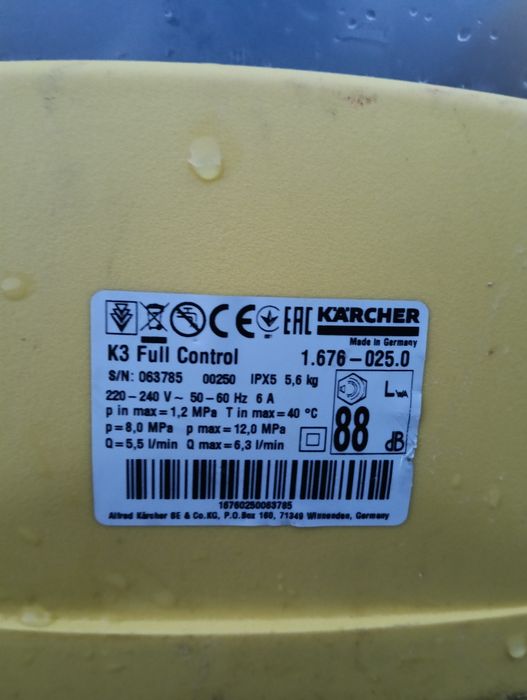 CE EAC KÄRCHER
Made in Germany
K3 Full Control 1.676-025.0
S/N: 063785 00250 IPX5 5,6 kg
220-240 V ~ 50-60 Hz 6 A
p in max=1,2 MPa T in max=40 °C
p=8,0 MPa p max=12,0 MPa
Q=5,5 l/min Q max=6,3 l/min
LWA
88 dB
16760250063785
Alfred Kärcher SE & Co.KG, P.O.Box 160, 71349 Winnenden, Germany